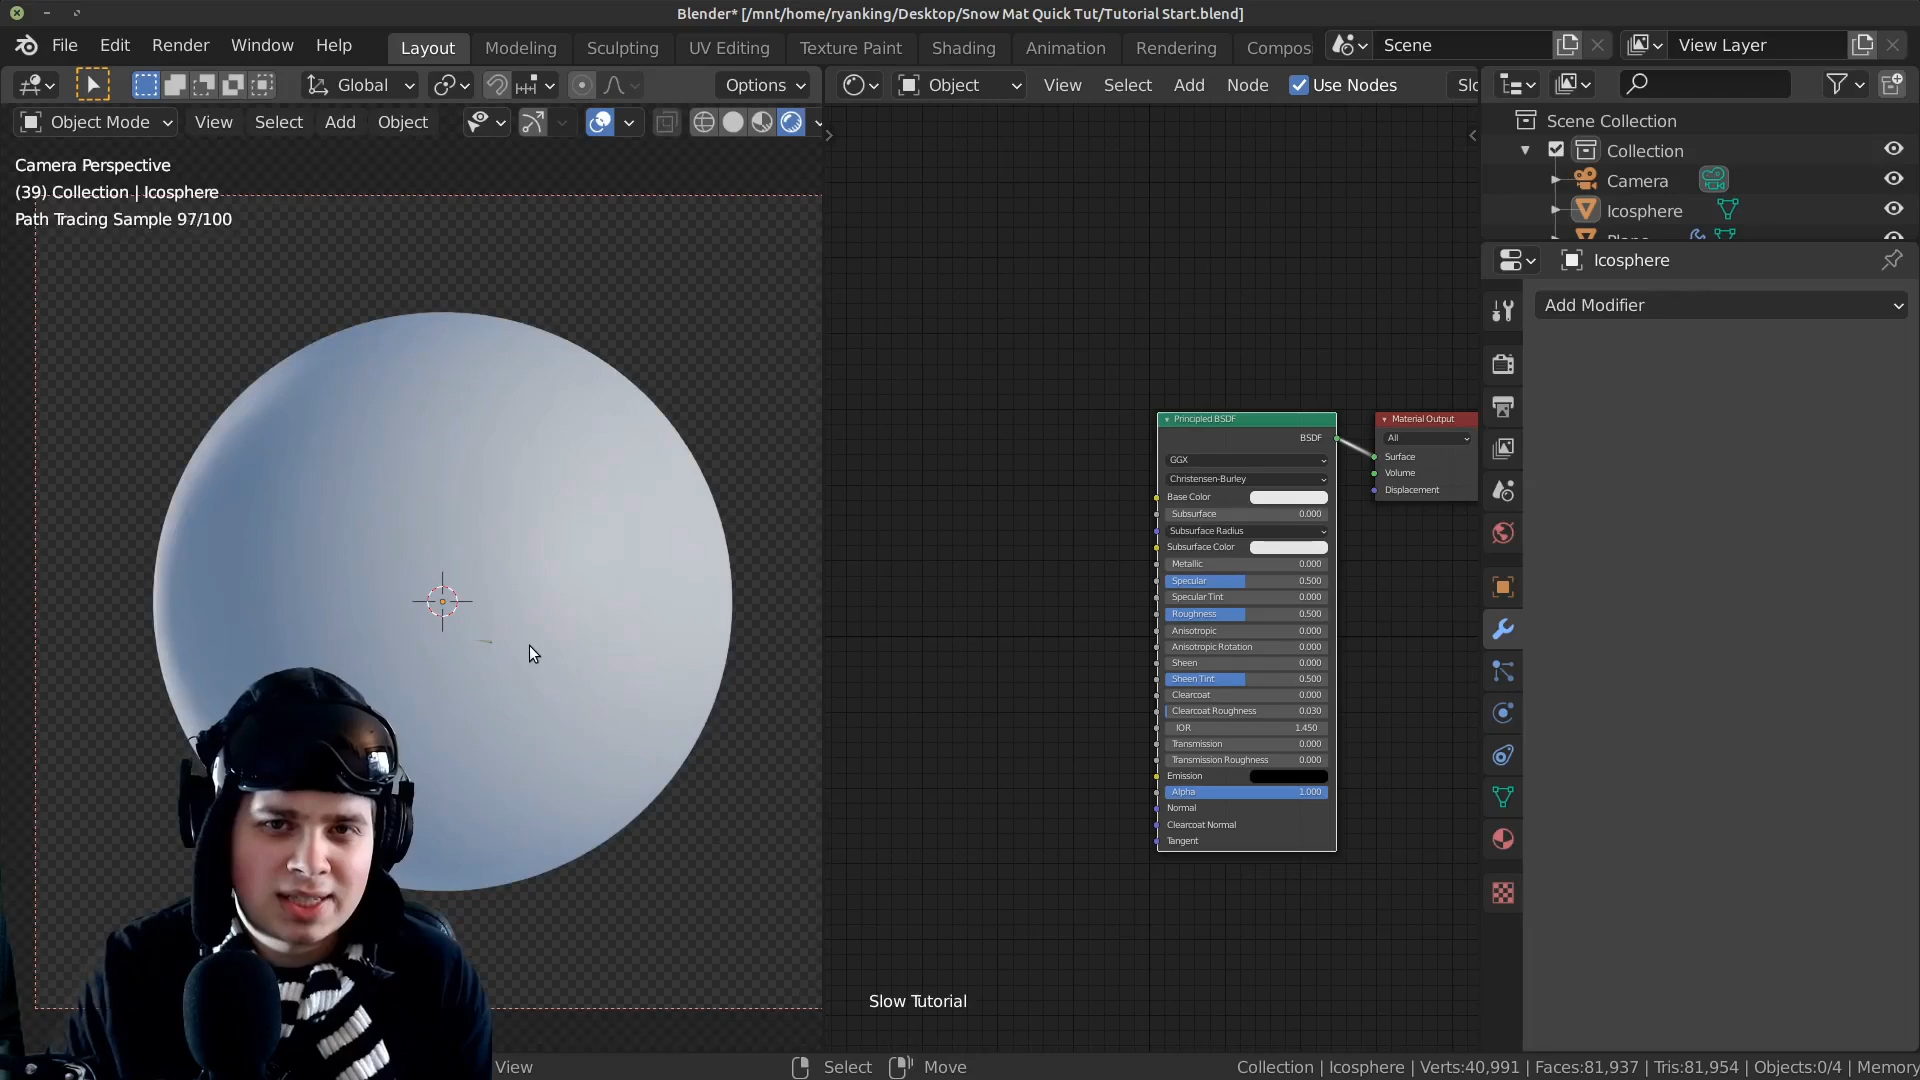 Blender* [/mnt/home/ryanking/Desktop/Snow Mat Quick Tut/Tutorial Start.blend]
File Edit Render Window Help
Layout Modeling Sculpting UV Editing Texture Paint Shading Animation Rendering Compos
Scene
View Layer
Global
Options
Object
View Select Add Node
Use Nodes
Slo
Object Mode
View Select Add Object
Camera Perspective
(39) Collection | Icosphere
Path Tracing Sample 97/100
Scene Collection
Collection
Camera
Icosphere
Plane
Icosphere
Add Modifier
Principled BSDF
BSDF
GGX
Christensen-Burley
Base Color
Subsurface 0.000
Subsurface Radius
Subsurface Color
Metallic 0.000
Specular 0.500
Specular Tint 0.000
Roughness 0.500
Anisotropic 0.000
Anisotropic Rotation 0.000
Sheen 0.000
Sheen Tint 0.500
Clearcoat 0.000
Clearcoat Roughness 0.030
IOR 1.450
Transmission 0.000
Transmission Roughness 0.000
Emission
Alpha 1.000
Normal
Clearcoat Normal
Tangent
Material Output
All
Surface
Volume
Displacement
Slow Tutorial
View
Select
Move
Collection | Icosphere | Verts:40,991 | Faces:81,937 | Tris:81,954 | Objects:0/4 | Memory